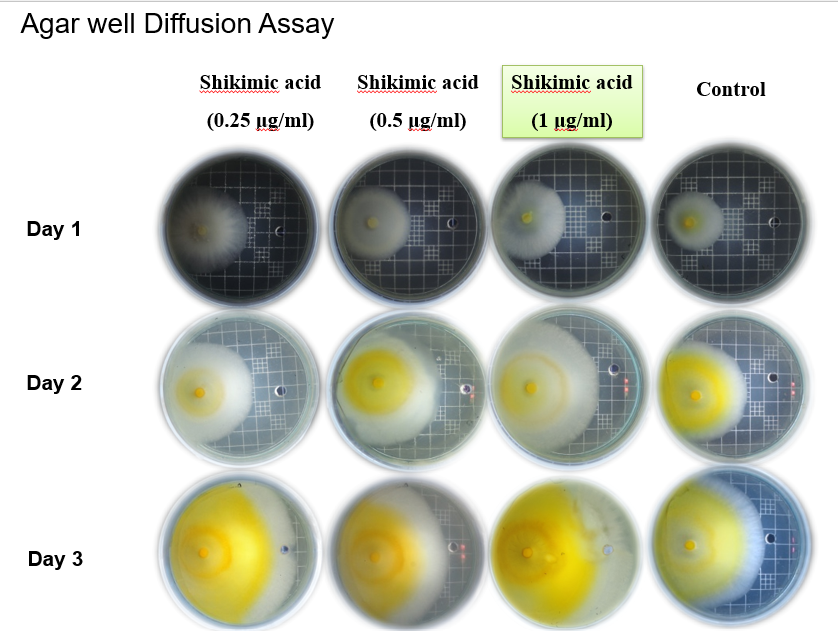 Agar well Diffusion Assay
Shikimic acid Shikimic acid Shikimic acid Control
(0.25 µg/ml) (0.5 µg/ml) (1 µg/ml)
Day 1
Day 2
Day 3